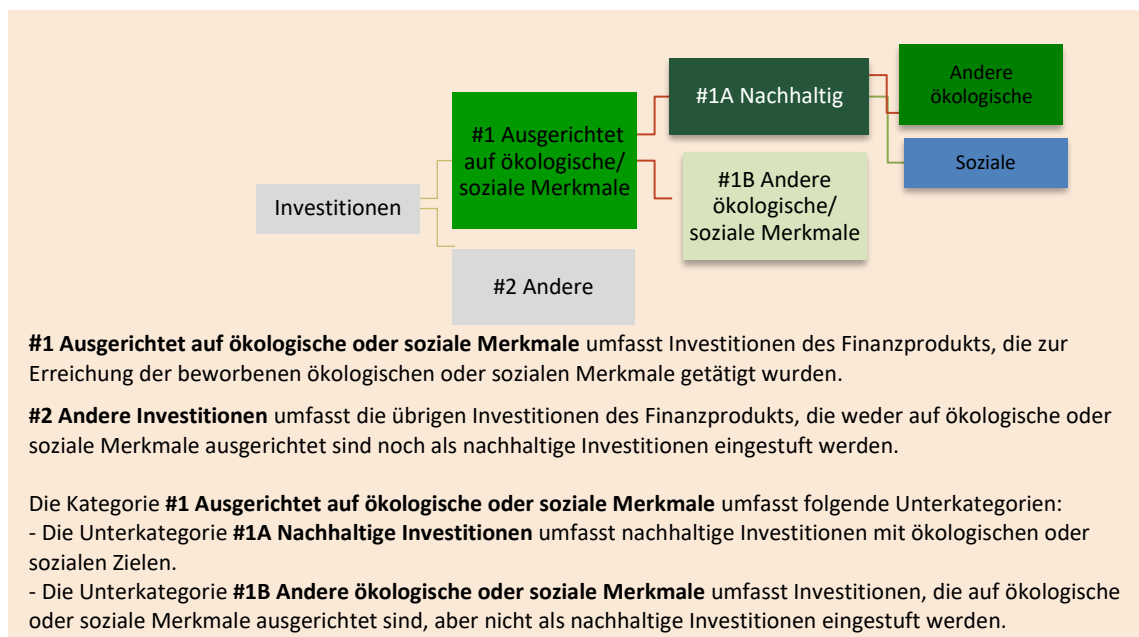 Investitionen
#1 Ausgerichtet
auf ökologische/
soziale Merkmale
#2 Andere
#1A Nachhaltig
#1B Andere
ökologische/
soziale Merkmale
Andere
ökologische
Soziale
#1 Ausgerichtet auf ökologische oder soziale Merkmale umfasst Investitionen des Finanzprodukts, die zur
Erreichung der beworbenen ökologischen oder sozialen Merkmale getätigt wurden.
#2 Andere Investitionen umfasst die übrigen Investitionen des Finanzprodukts, die weder auf ökologische oder
soziale Merkmale ausgerichtet sind noch als nachhaltige Investitionen eingestuft werden.
Die Kategorie #1 Ausgerichtet auf ökologische oder soziale Merkmale umfasst folgende Unterkategorien:
- Die Unterkategorie #1A Nachhaltige Investitionen umfasst nachhaltige Investitionen mit ökologischen oder
sozialen Zielen.
- Die Unterkategorie #1B Andere ökologische oder soziale Merkmale umfasst Investitionen, die auf ökologische
oder soziale Merkmale ausgerichtet sind, aber nicht als nachhaltige Investitionen eingestuft werden.